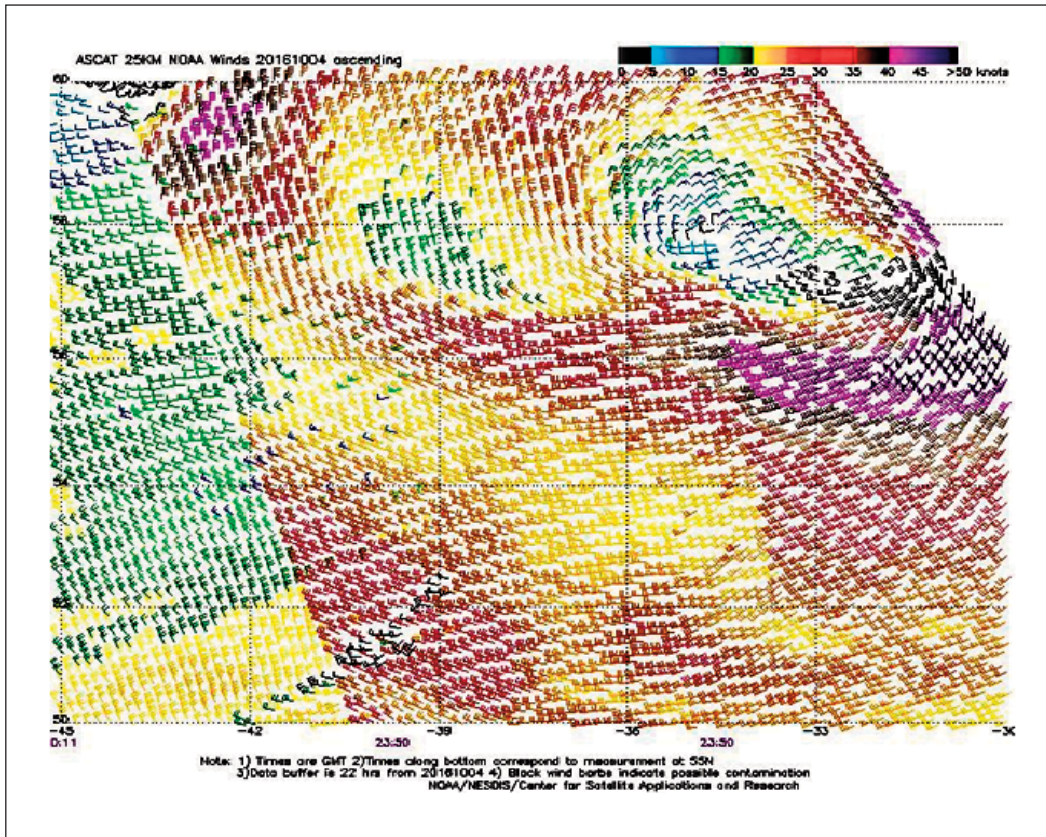 ASCAT 25KM NOAA Winds 20161004 ascending
0 5 10 15 20 25 30 35 40 45 >50 knots
60
58
56
54
52
50
-45 -42 -39 -36 -33 -30
0:11 23:50 23:50
Note: 1) Times are GMT 2)Times along bottom correspond to measurement at 55N
3)Data buffer is 22 hrs from 20161004 4) Black wind barbs indicate possible contamination
NOAA/NESDIS/Center for Satellite Applications and Research